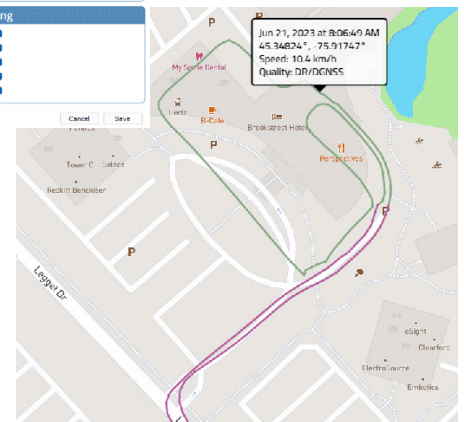 ng
Cancel Save
Jun 21, 2023 at 8:06:49 AM
45.34824°, -75.91747°
Speed: 10.4 km/h
Quality: DR/DGNSS
P
P
My Smile Dental
Hertz
B-Cafe
Brookstreet Hotel
P
Perspectives
Tower C Solace
Reckitt Benckiser
P
P
Legget Dr
eSight
Clearford
ElectroSource
Embotics